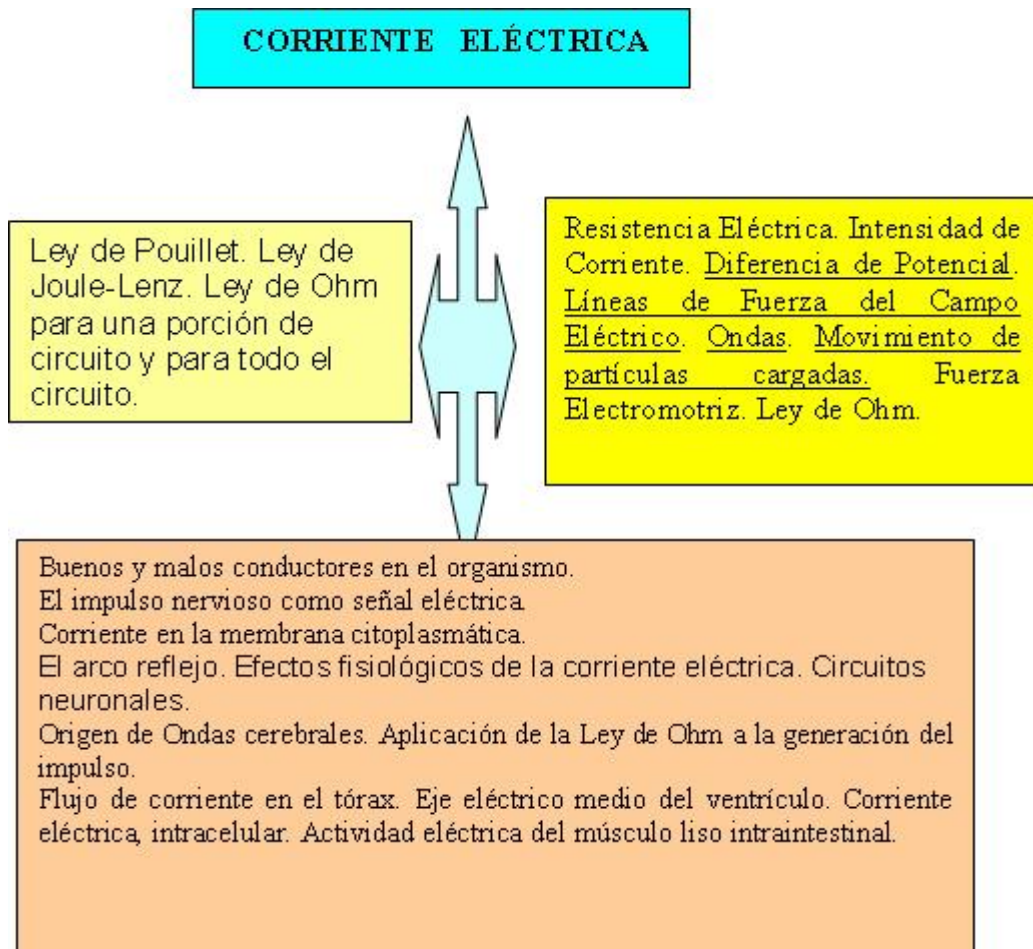 CORRIENTE ELÉCTRICA
Ley de Pouillet. Ley de
Joule-Lenz. Ley de Ohm
para una porción de
circuito y para todo el
circuito.
Resistencia Eléctrica. Intensidad de
Corriente. Diferencia de Potencial.
Líneas de Fuerza del Campo
Eléctrico. Ondas. Movimiento de
partículas cargadas. Fuerza
Electromotriz. Ley de Ohm.
Buenos y malos conductores en el organismo.
El impulso nervioso como señal eléctrica.
Corriente en la membrana citoplasmática.
El arco reflejo. Efectos fisiológicos de la corriente eléctrica. Circuitos
neuronales.
Origen de Ondas cerebrales. Aplicación de la Ley de Ohm a la generación del
impulso.
Flujo de corriente en el tórax. Eje eléctrico medio del ventrículo. Corriente
eléctrica, intracelular. Actividad eléctrica del músculo liso intraintestinal.